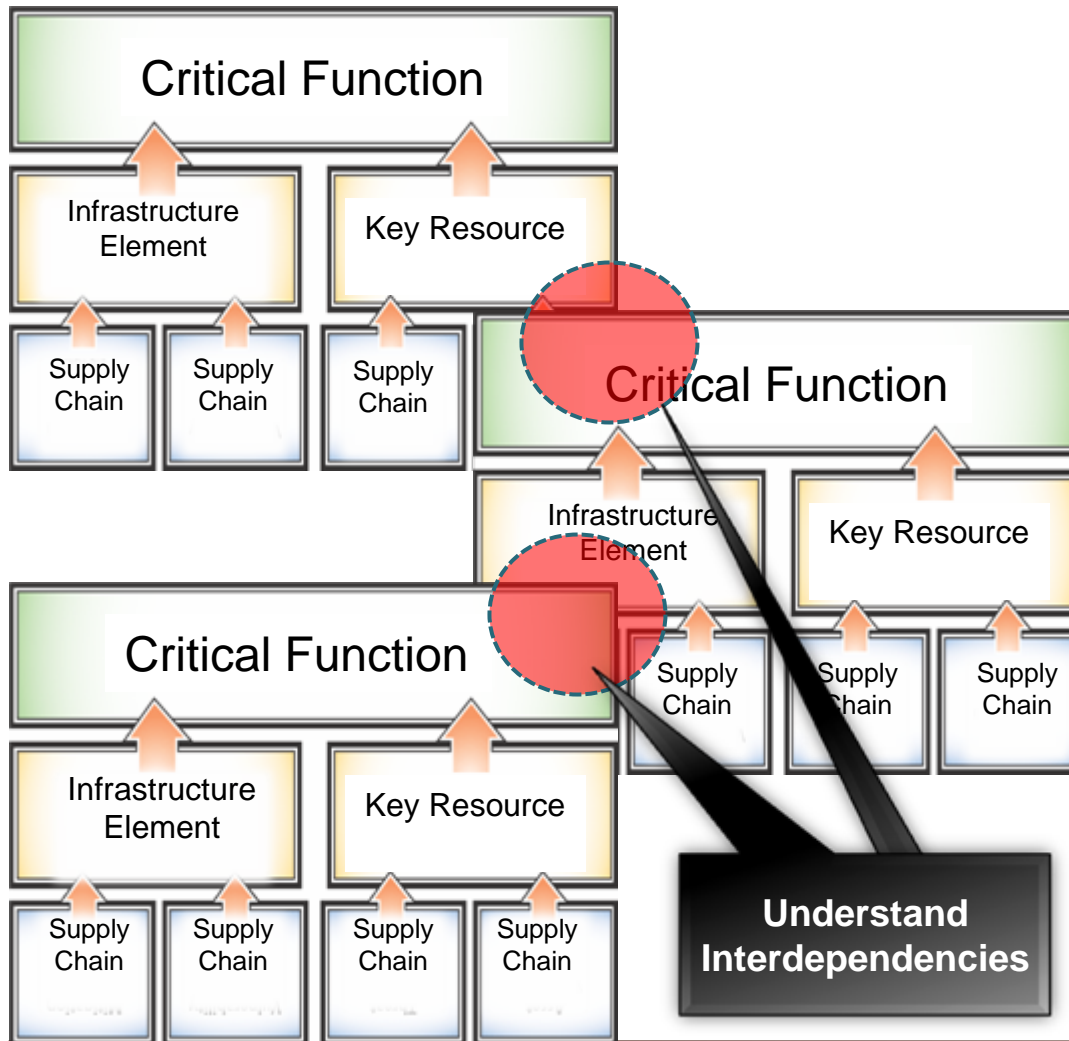 Critical Function
Infrastructure
Element
Key Resource
Supply
Chain
Supply
Chain
Supply
Chain
Critical Function
Infrastructure
Element
Key Resource
Supply
Chain
Supply
Chain
Supply
Chain
Critical Function
Infrastructure
Element
Key Resource
Supply
Chain
Supply
Chain
Supply
Chain
Supply
Chain
Understand
Interdependencies